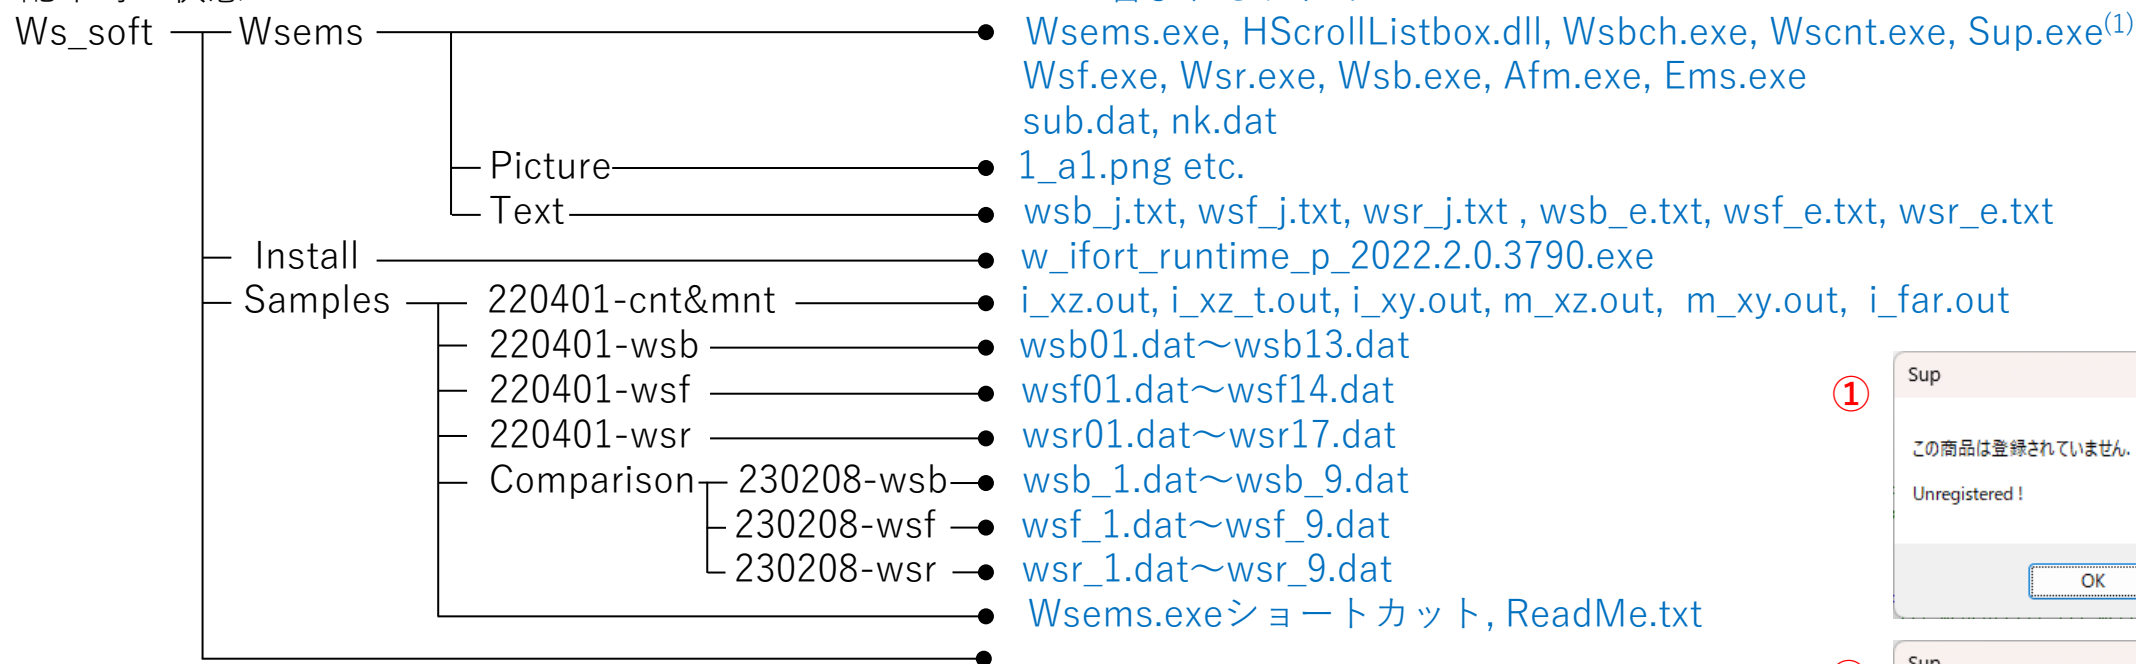 Ws_soft Wsems Wsems.exe, HScrollListbox.dll, Wsbch.exe, Wscnt.exe, Sup.exe(1)
Wsf.exe, Wsr.exe, Wsb.exe, Afm.exe, Ems.exe
sub.dat, nk.dat
Picture 1_a1.png etc.
Text wsb_j.txt, wsf_j.txt, wsr_j.txt , wsb_e.txt, wsf_e.txt, wsr_e.txt
Install w_ifort_runtime_p_2022.2.0.3790.exe
Samples 220401-cnt&mnt i_xz.out, i_xz_t.out, i_xy.out, m_xz.out, m_xy.out, i_far.out
220401-wsb wsb01.dat～wsb13.dat
220401-wsf wsf01.dat～wsf14.dat
220401-wsr wsr01.dat～wsr17.dat
Comparison 230208-wsb wsb_1.dat～wsb_9.dat
230208-wsf wsf_1.dat～wsf_9.dat
230208-wsr wsr_1.dat～wsr_9.dat
Wsems.exeショートカット, ReadMe.txt
①
Sup
この商品は登録されていません.
Unregistered !
OK
Sup